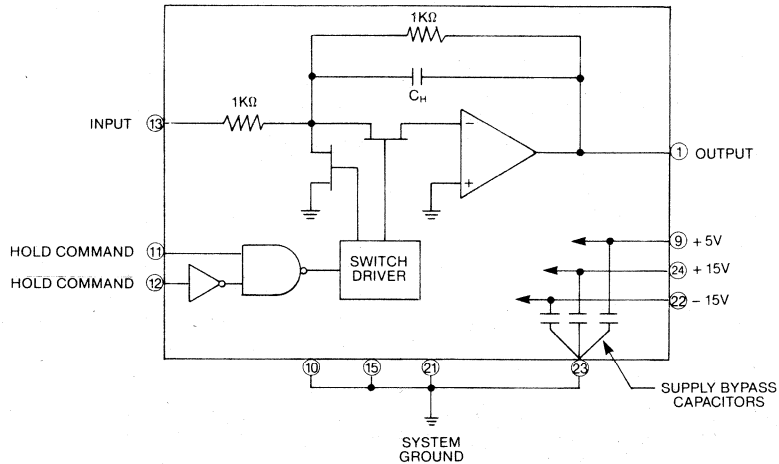 1KΩ
C_H
1KΩ
INPUT 13
− 
+
1 OUTPUT
HOLD COMMAND 11
HOLD COMMAND 12
SWITCH
DRIVER
9 + 5V
24 + 15V
22 − 15V
10 15 21 23
SUPPLY BYPASS
CAPACITORS
SYSTEM
GROUND